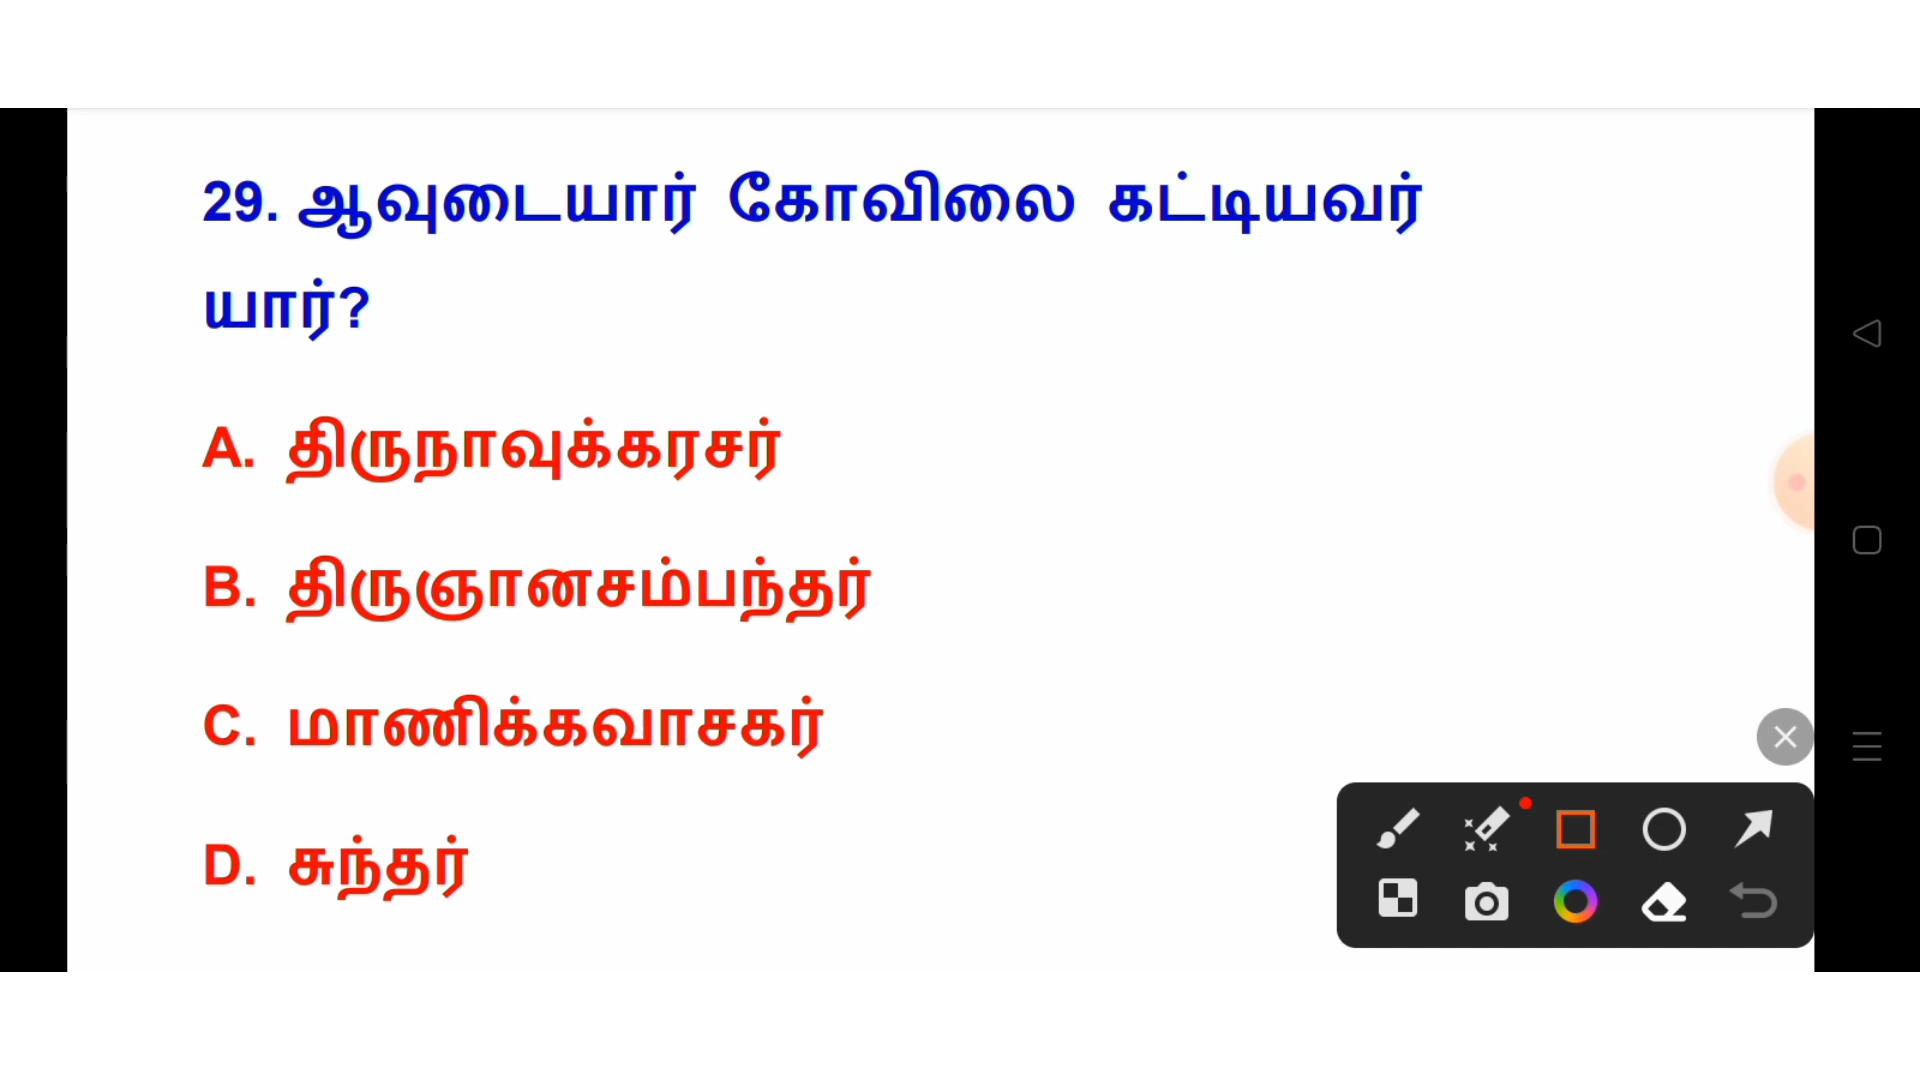 29. ஆவுடையார் கோவிலை கட்டியவர்
யார்?
A. திருநாவுக்கரசர்
B. திருஞானசம்பந்தர்
C. மாணிக்கவாசகர்
D. சுந்தர்